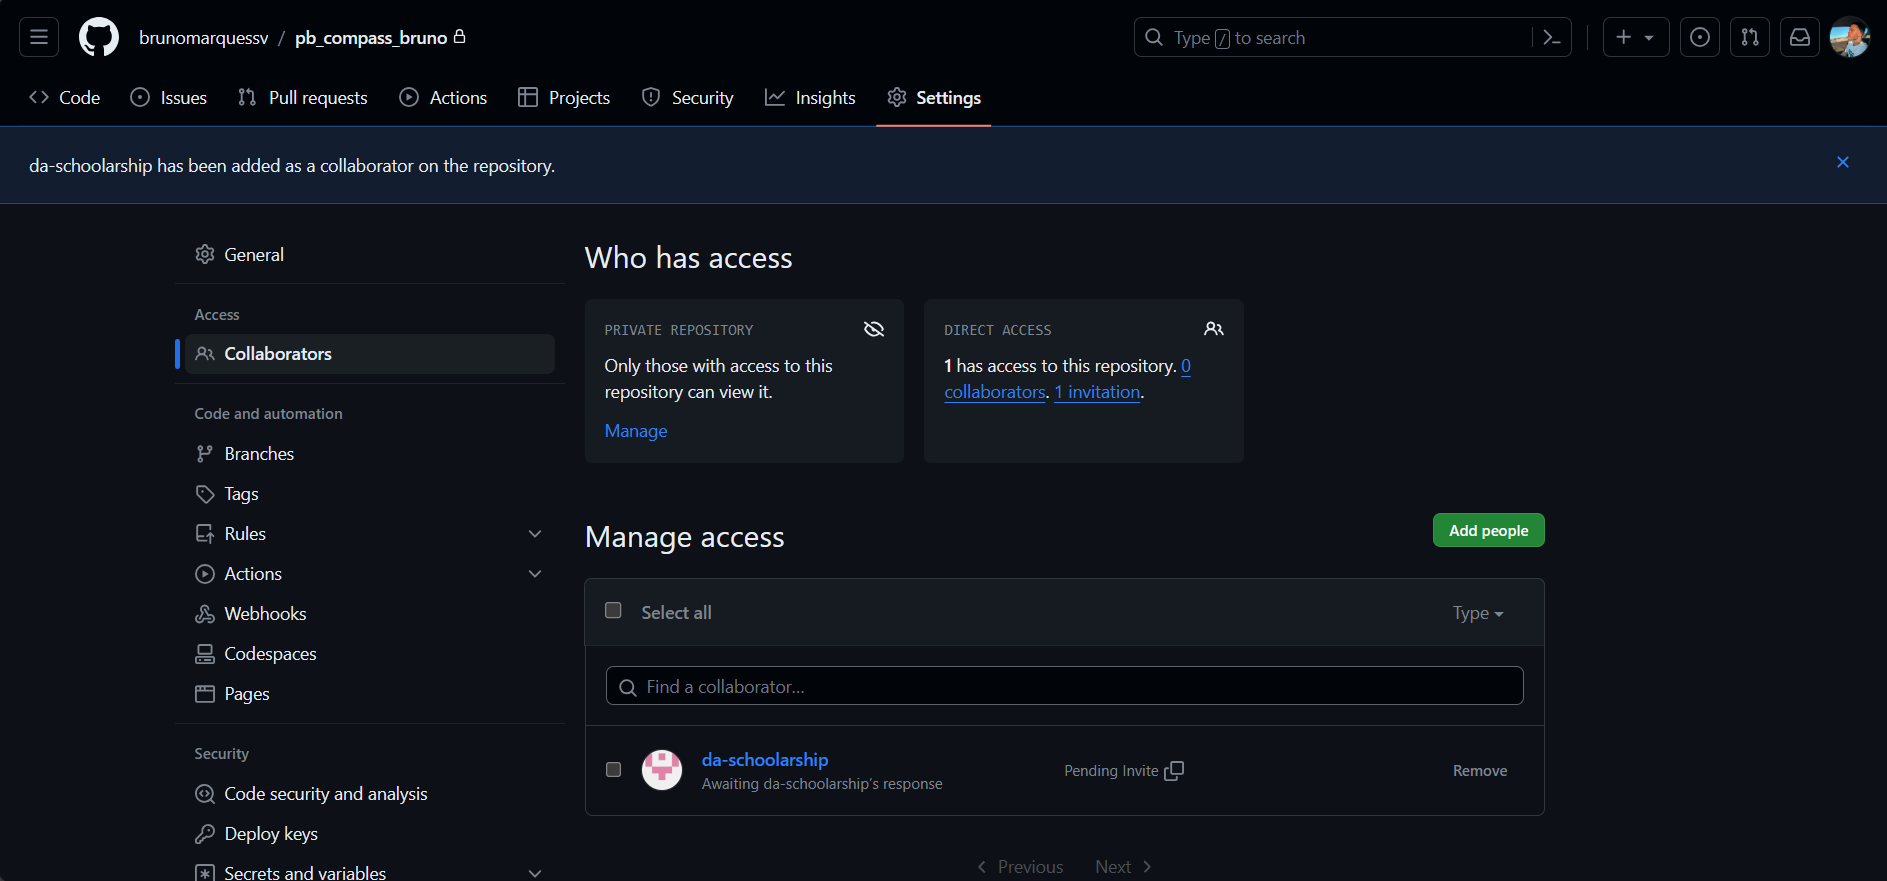 brunomarquessv / pb_compass_bruno
Type / to search
Code
Issues
Pull requests
Actions
Projects
Security
Insights
Settings
da-schoolarship has been added as a collaborator on the repository.
General
Access
Collaborators
Code and automation
Branches
Tags
Rules
Actions
Webhooks
Codespaces
Pages
Security
Code security and analysis
Deploy keys
Secrets and variables
Who has access
PRIVATE REPOSITORY
Only those with access to this
repository can view it.
Manage
DIRECT ACCESS
1 has access to this repository. 0
collaborators. 1 invitation.
Manage access
Add people
Select all
Type
Find a collaborator...
da-schoolarship
Awaiting da-schoolarship's response
Pending Invite
Remove
Previous
Next